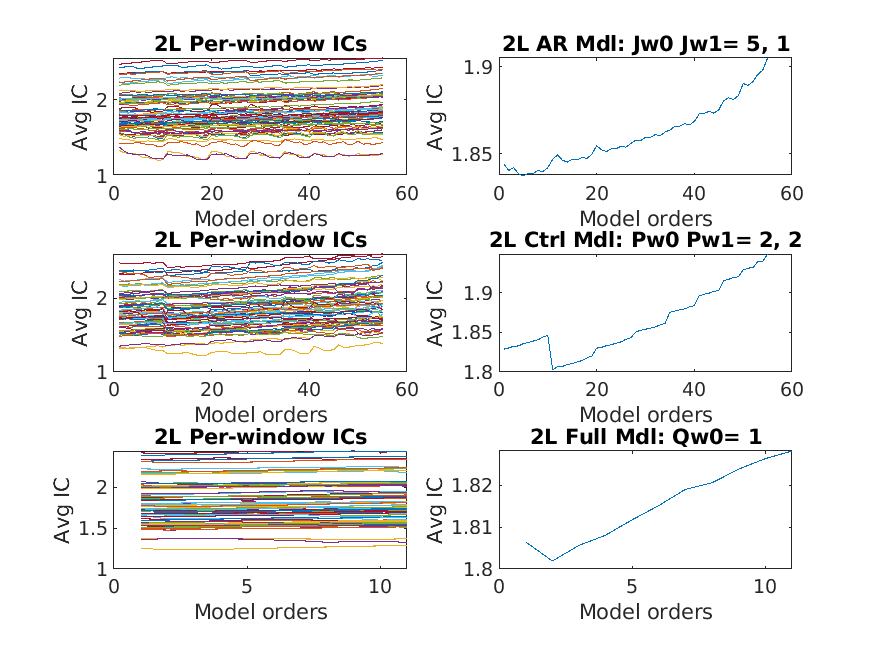 2L Per-window ICs
Avg IC
2
1
0
20
40
60
Model orders
2L AR Mdl: Jw0 Jw1= 5, 1
Avg IC
1.9
1.85
0
20
40
60
Model orders
2L Per-window ICs
Avg IC
2
1
0
20
40
60
Model orders
2L Ctrl Mdl: Pw0 Pw1= 2, 2
Avg IC
1.9
1.85
1.8
0
20
40
60
Model orders
2L Per-window ICs
Avg IC
2
1.5
1
0
5
10
Model orders
2L Full Mdl: Qw0= 1
Avg IC
1.82
1.81
1.8
0
5
10
Model orders